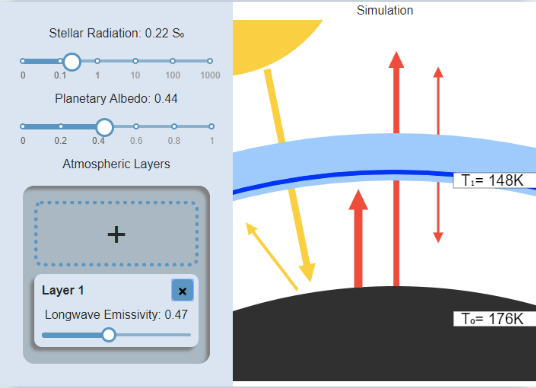 Simulation
Stellar Radiation: 0.22 S₀
0 0.1 1 10 100 1000
Planetary Albedo: 0.44
0 0.2 0.4 0.6 0.8 1
Atmospheric Layers
+
Layer 1 ×
Longwave Emissivity: 0.47
T₁= 148K
T₀= 176K